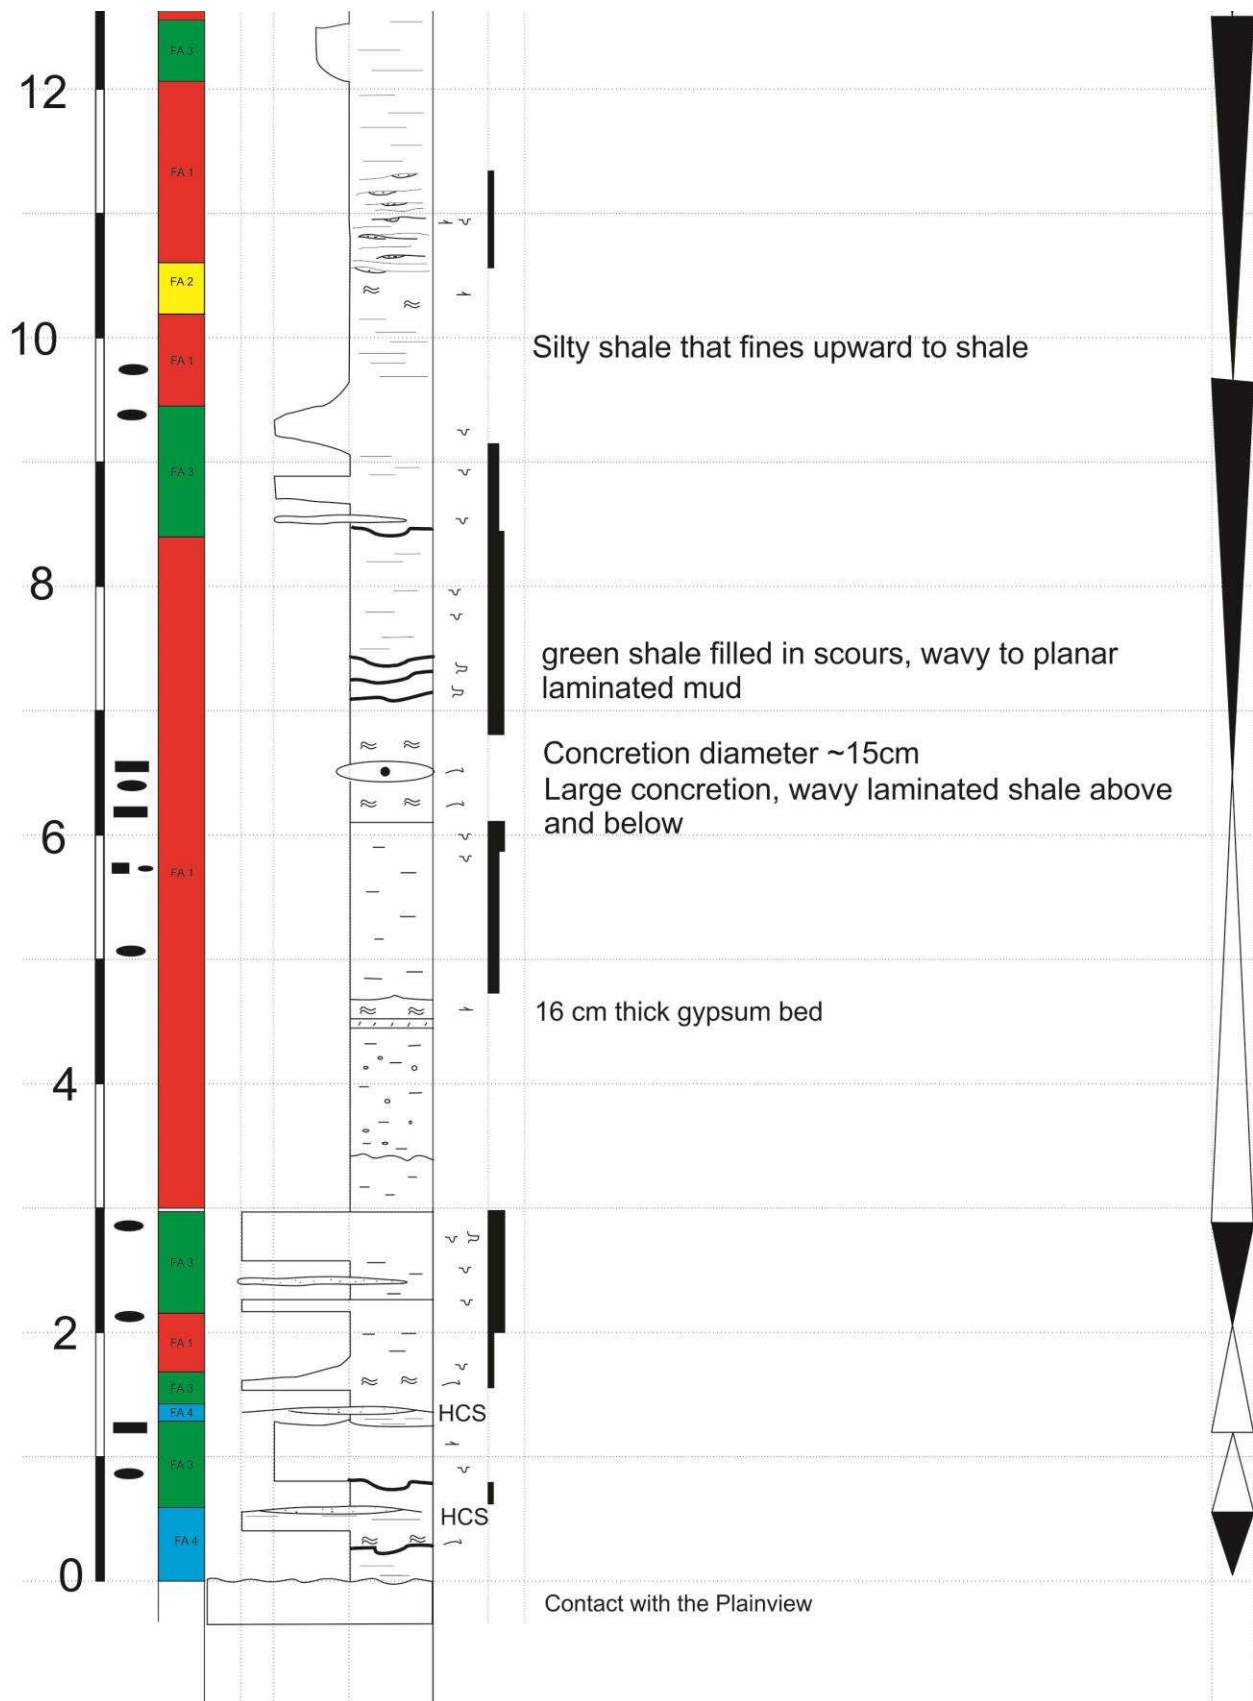 FA 3
12
FA 1
FA 2
10
Silty shale that fines upward to shale
FA 1
FA 3
8
green shale filled in scours, wavy to planar
laminated mud
Concretion diameter ~15cm
Large concretion, wavy laminated shale above
and below
6
FA 1
16 cm thick gypsum bed
4
FA 3
2
FA 1
FA 3
FA 4
HCS
FA 3
HCS
FA 4
0
Contact with the Plainview